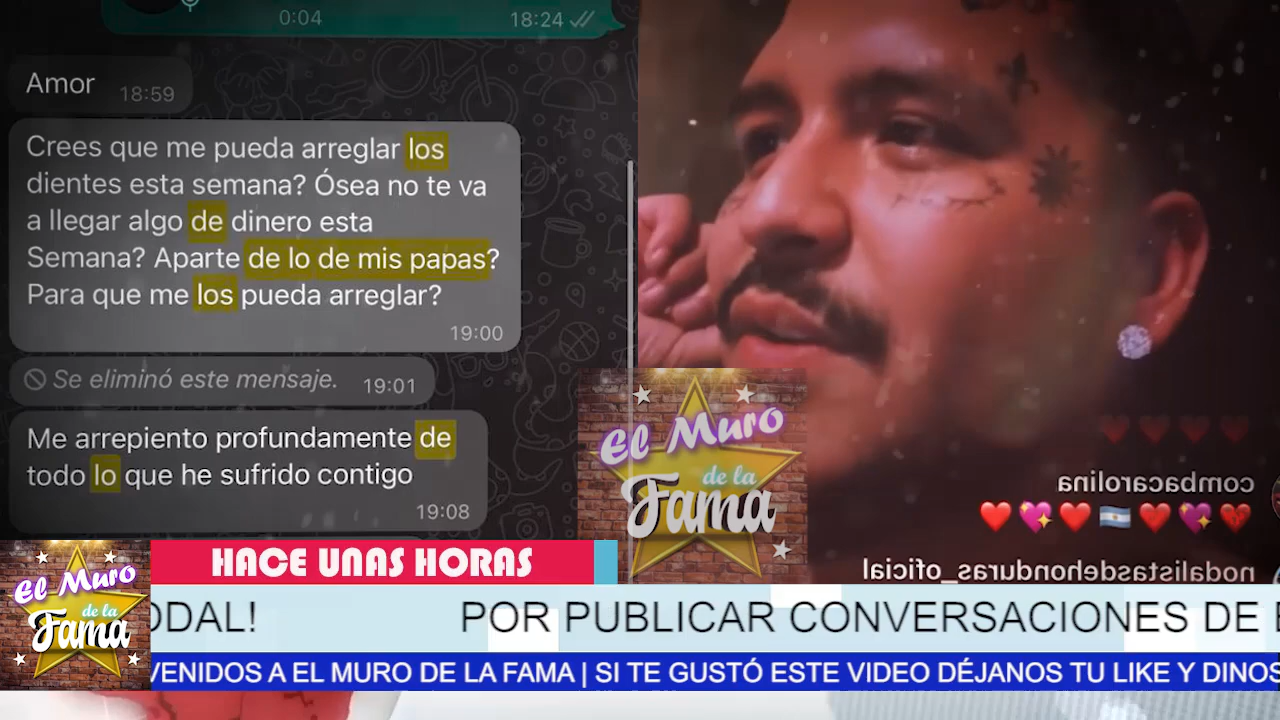 0:04
18:24
Amor
18:59
Crees que me pueda arreglar los
dientes esta semana? Ósea no te va
a llegar algo de dinero esta
Semana? Aparte de lo de mis papas?
Para que me los pueda arreglar?
19:00
Se eliminó este mensaje.
19:01
Me arrepiento profundamente de
todo lo que he sufrido contigo
19:08
combacarolina
nodalistasdehonduras_oficial
El Muro
de la
Fama
HACE UNAS HORAS
El Muro
de la
Fama
ODAL! POR PUBLICAR CONVERSACIONES DE
VENIDOS A EL MURO DE LA FAMA | SI TE GUSTÓ ESTE VIDEO DÉJANOS TU LIKE Y DINOS